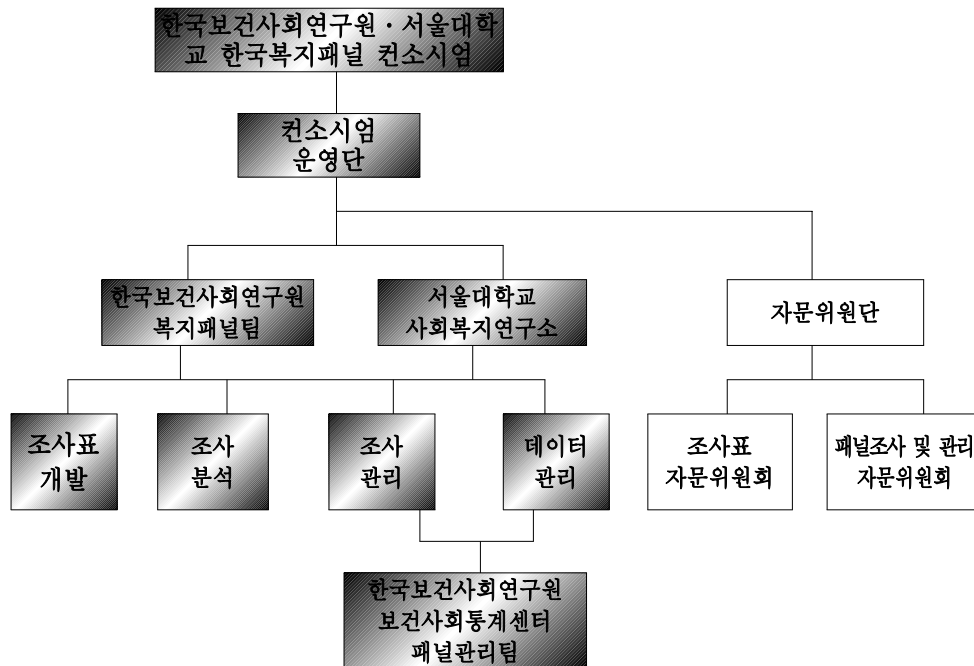 한국보건사회연구원·서울대학
교 한국복지패널 컨소시엄
컨소시엄
운영단
한국보건사회연구원
복지패널팀
서울대학교
사회복지연구소
자문위원단
조사표
개발
조사
분석
조사
관리
데이터
관리
조사표
자문위원회
패널조사 및 관리
자문위원회
한국보건사회연구원
보건사회통계센터
패널관리팀